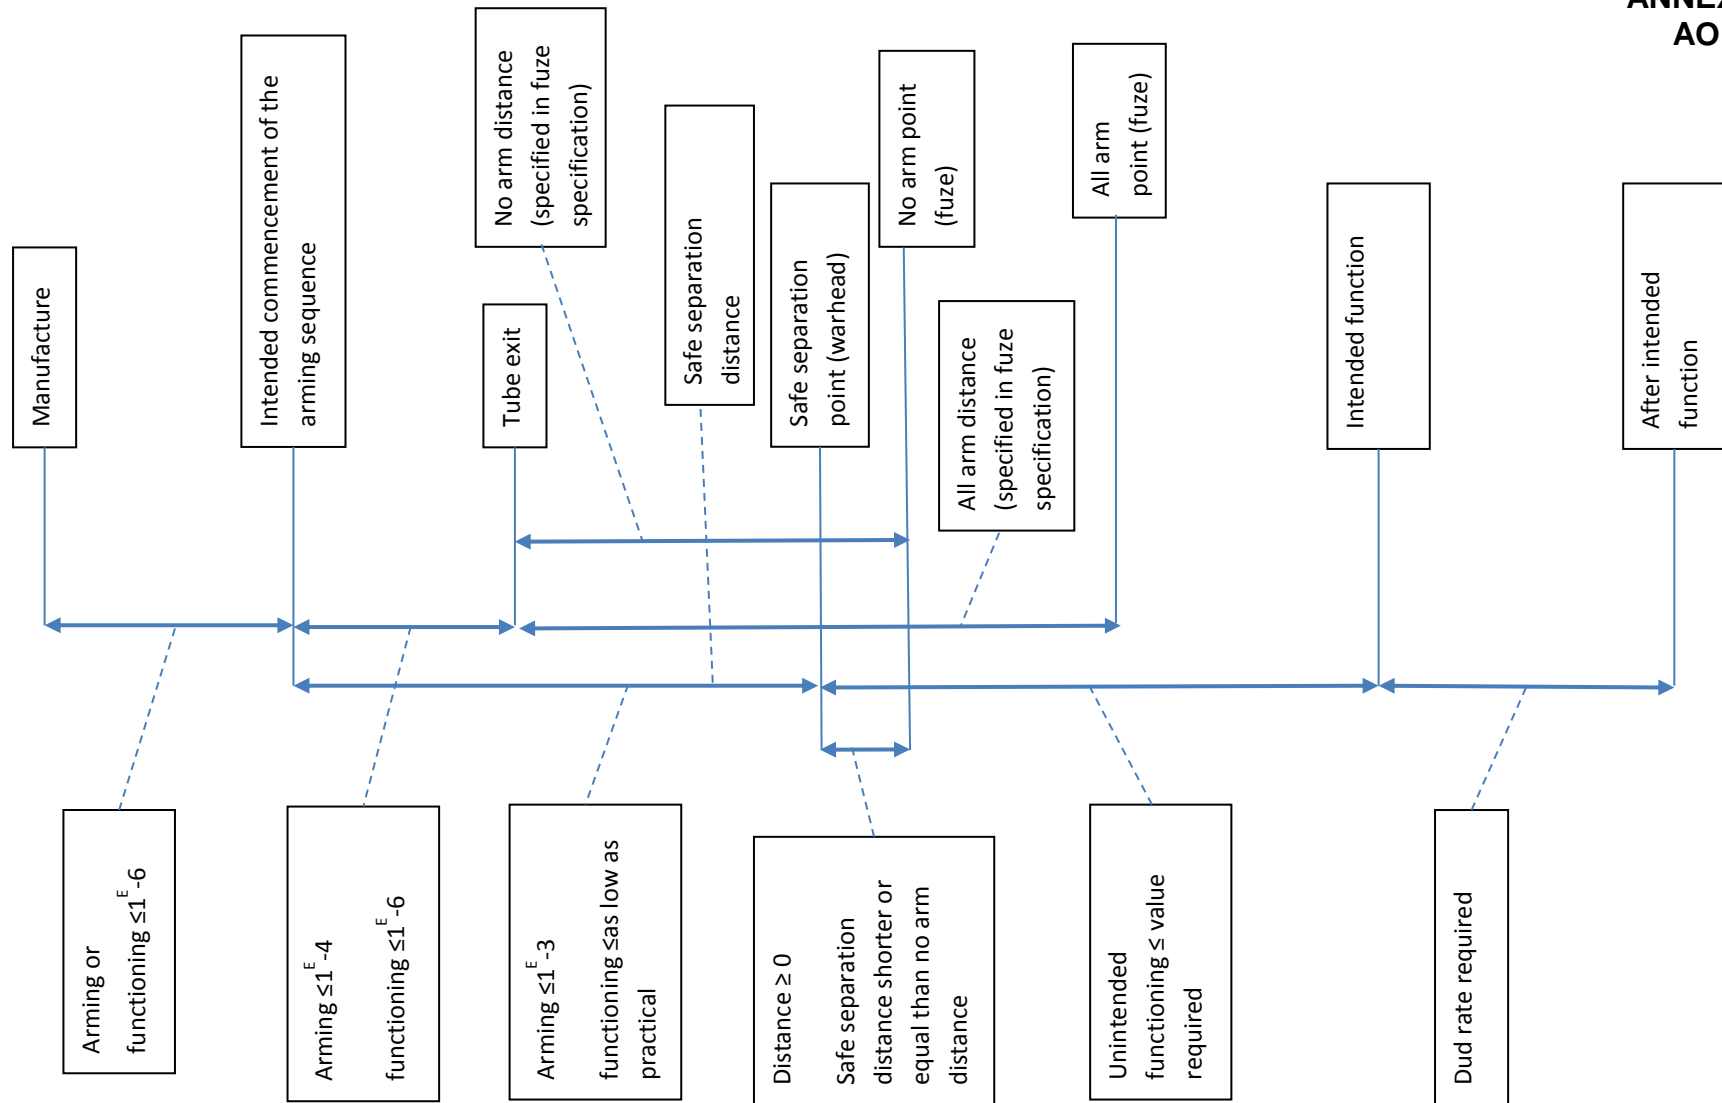 ANNEX
AO
Manufacture
Intended commencement of the
arming sequence
Tube exit
No arm distance
(specified in fuze
specification)
Safe separation
distance
Safe separation
point (warhead)
No arm point
(fuze)
All arm distance
(specified in fuze
specification)
All arm
point (fuze)
Intended function
After intended
function
Arming or
functioning ≤1E-6
Arming ≤1E-4
functioning ≤1E-6
Arming ≤1E-3
functioning ≤as low as
practical
Distance ≥ 0
Safe separation
distance shorter or
equal than no arm
distance
Unintended
functioning ≤ value
required
Dud rate required